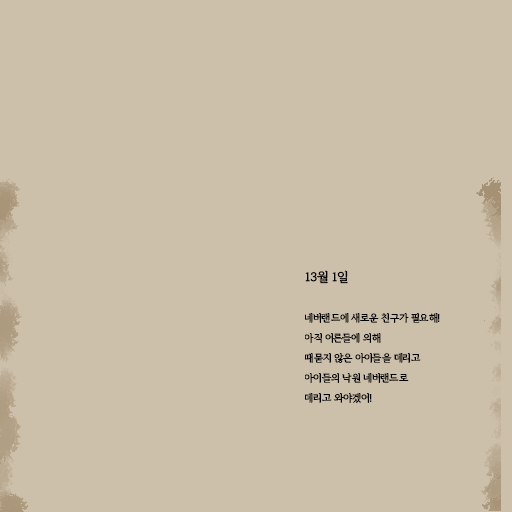 13월 1일
네버랜드에 새로운 친구가 필요해!
아직 어른들에 의해
때묻지 않은 아이들을 데리고
아이들의 낙원 네버랜드로
데리고 와야겠어!